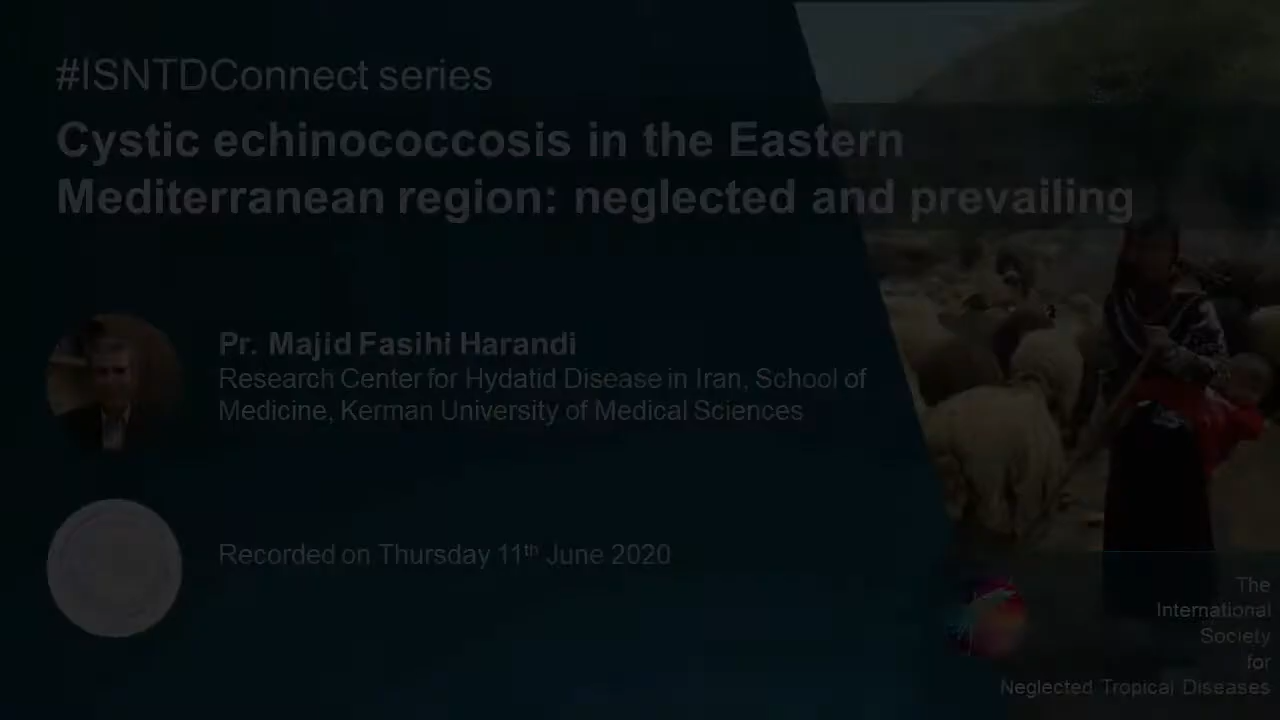 #ISNTDConnect series
Cystic echinococcosis in the Eastern
Mediterranean region: neglected and prevailing
Pr. Majid Fasihi Harandi
Research Center for Hydatid Disease in Iran, School of
Medicine, Kerman University of Medical Sciences
Recorded on Thursday 11th June 2020
The
International
Society
for
Neglected Tropical Diseases